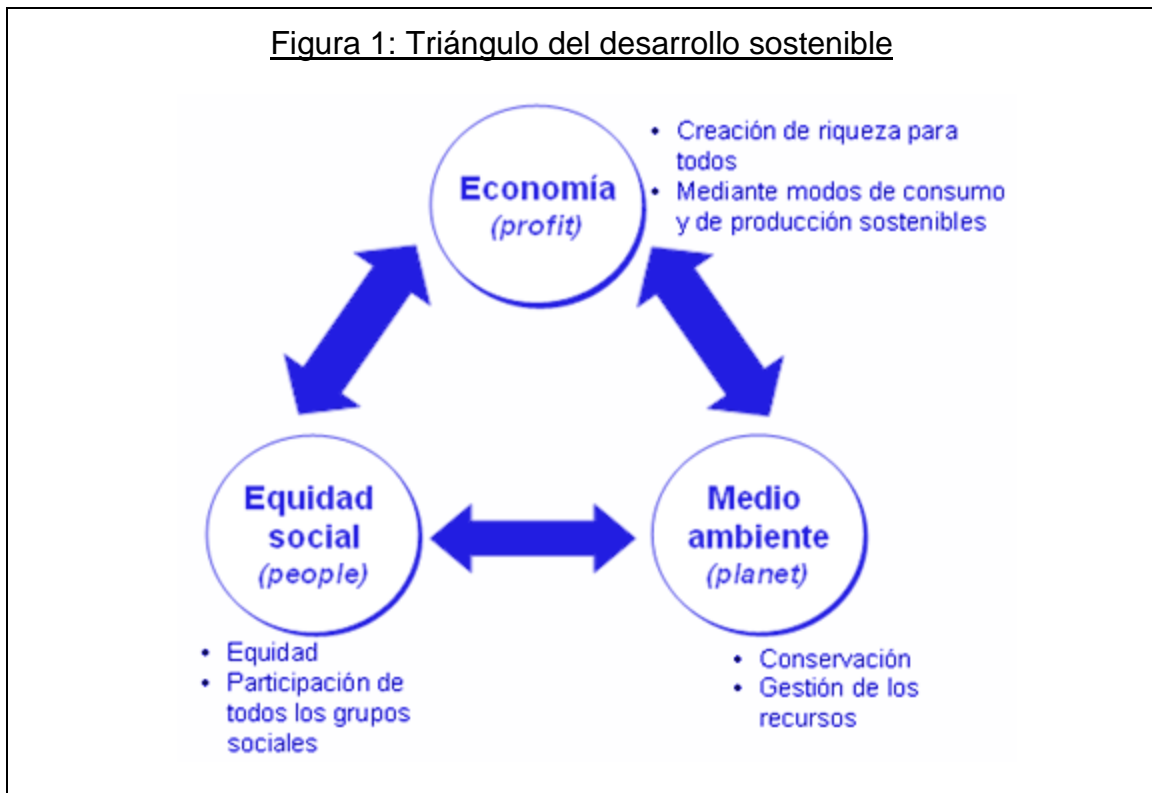 Figura 1: Triángulo del desarrollo sostenible
Economía
(profit)
• Creación de riqueza para
todos
• Mediante modos de consumo
y de producción sostenibles
Equidad
social
(people)
• Equidad
• Participación de
todos los grupos
sociales
Medio
ambiente
(planet)
• Conservación
• Gestión de los
recursos